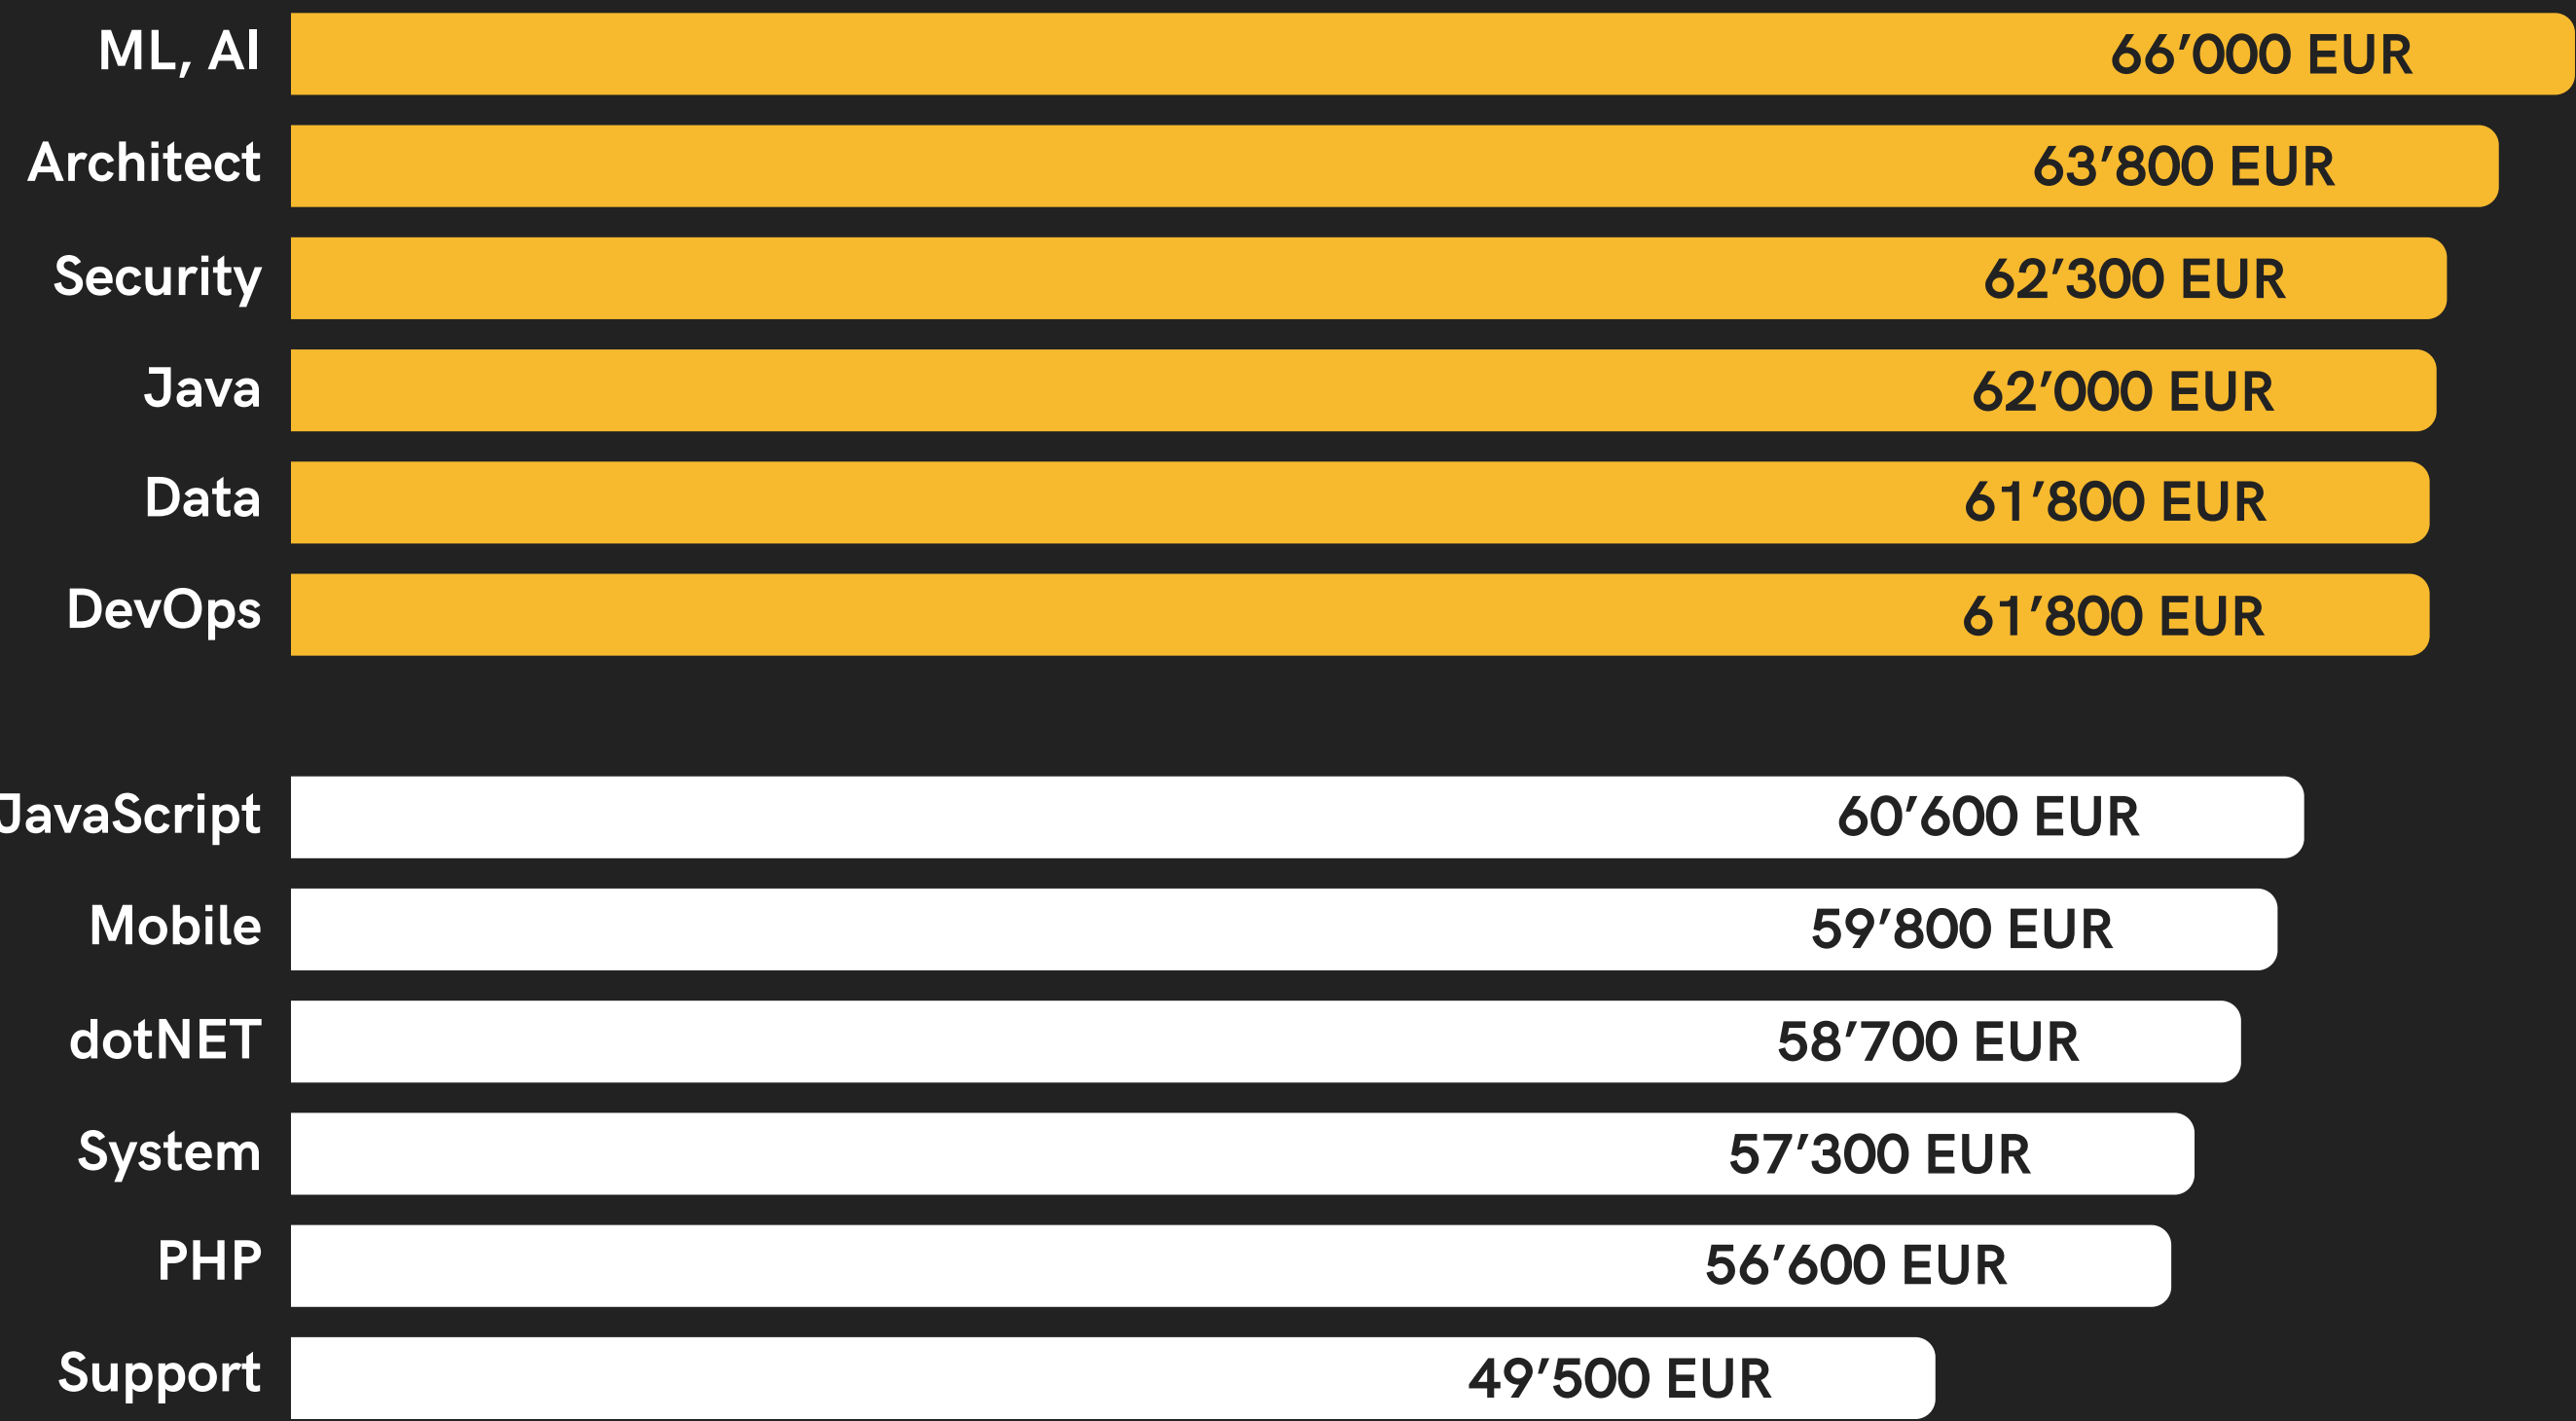 ML, AI 66’000 EUR
Architect 63’800 EUR
Security 62’300 EUR
Java 62’000 EUR
Data 61’800 EUR
DevOps 61’800 EUR
JavaScript 60’600 EUR
Mobile 59’800 EUR
dotNET 58’700 EUR
System 57’300 EUR
PHP 56’600 EUR
Support 49’500 EUR